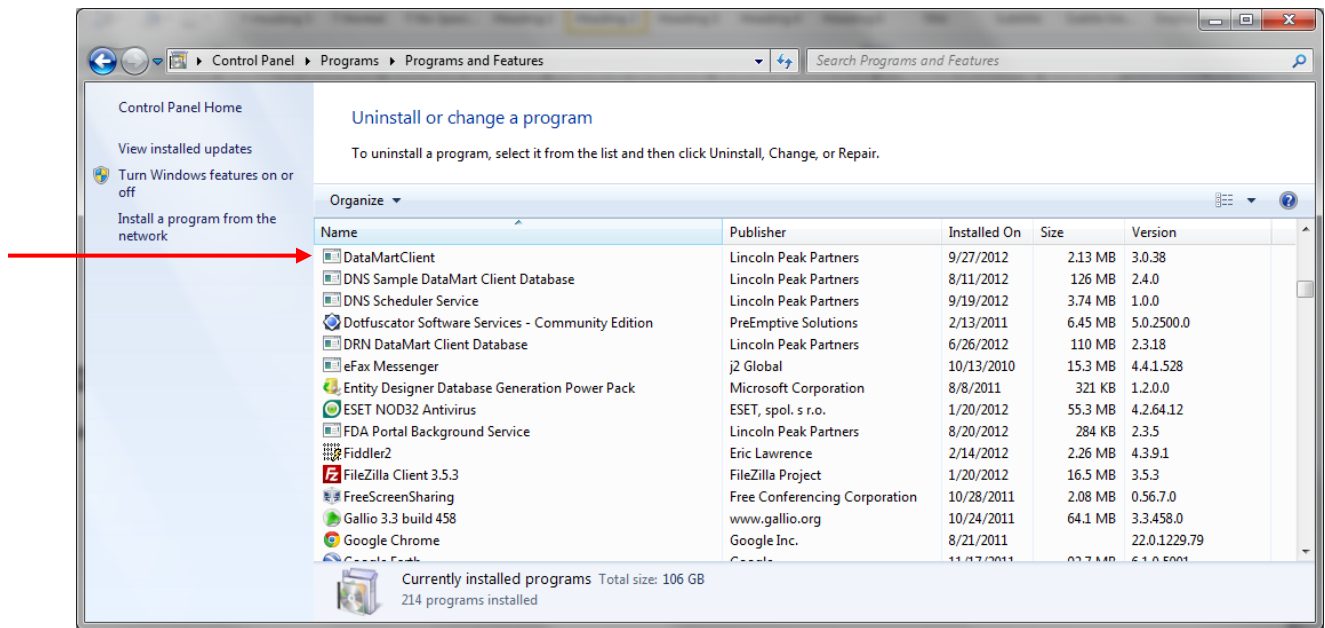 Control Panel Programs Programs and Features Search Programs and Features
Control Panel Home
View installed updates
Turn Windows features on or
off
Install a program from the
network
Uninstall or change a program
To uninstall a program, select it from the list and then click Uninstall, Change, or Repair.
Organize
Name Publisher Installed On Size Version
DataMartClient Lincoln Peak Partners 9/27/2012 2.13 MB 3.0.38
DNS Sample DataMart Client Database Lincoln Peak Partners 8/11/2012 126 MB 2.4.0
DNS Scheduler Service Lincoln Peak Partners 9/19/2012 3.74 MB 1.0.0
Dotfuscator Software Services - Community Edition PreEmptive Solutions 2/13/2011 6.45 MB 5.0.2500.0
DRN DataMart Client Database Lincoln Peak Partners 6/26/2012 110 MB 2.3.18
eFax Messenger j2 Global 10/13/2010 15.3 MB 4.4.1.528
Entity Designer Database Generation Power Pack Microsoft Corporation 8/8/2011 321 KB 1.2.0.0
ESET NOD32 Antivirus ESET, spol. s r.o. 1/20/2012 55.3 MB 4.2.64.12
FDA Portal Background Service Lincoln Peak Partners 8/20/2012 284 KB 2.3.5
Fiddler2 Eric Lawrence 2/14/2012 2.26 MB 4.3.9.1
FileZilla Client 3.5.3 FileZilla Project 1/20/2012 16.5 MB 3.5.3
FreeScreenSharing Free Conferencing Corporation 10/28/2011 2.08 MB 0.56.7.0
Gallio 3.3 build 458 www.gallio.org 10/24/2011 64.1 MB 3.3.458.0
Google Chrome Google Inc. 8/21/2011 22.0.1229.79
Currently installed programs Total size: 106 GB
214 programs installed